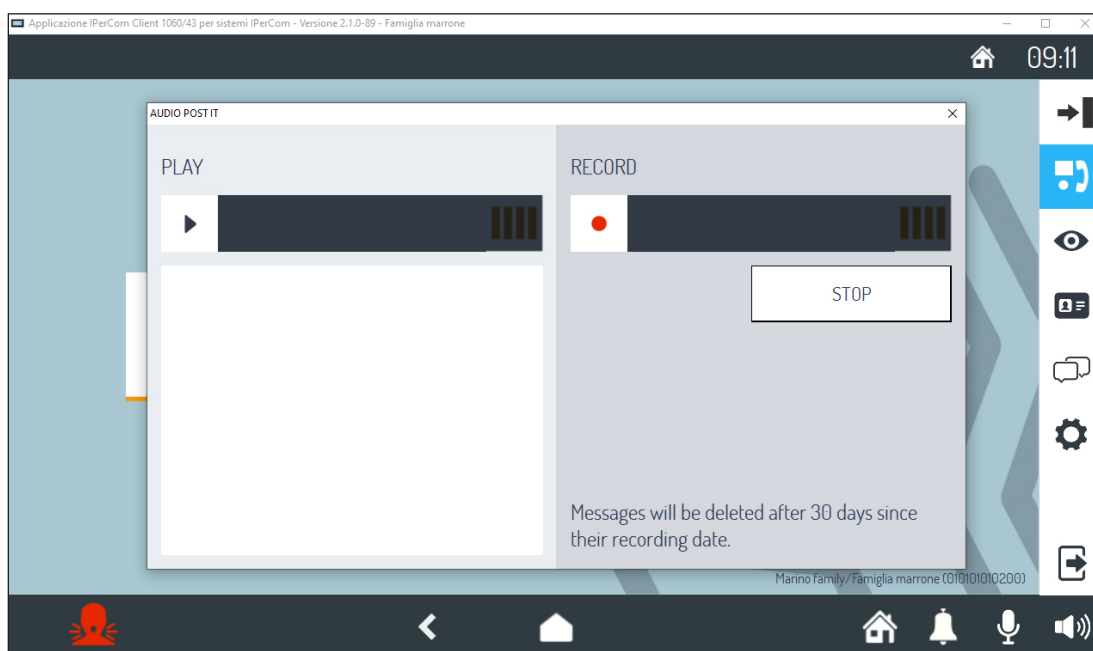 Applicazione IPerCom Client 1060/43 per sistemi IPerCom - Versione 2.1.0-89 - Famiglia marrone
09:11
AUDIO POST IT
PLAY
RECORD
STOP
Messages will be deleted after 30 days since
their recording date.
Marino family/Famiglia marrone (010101010200)